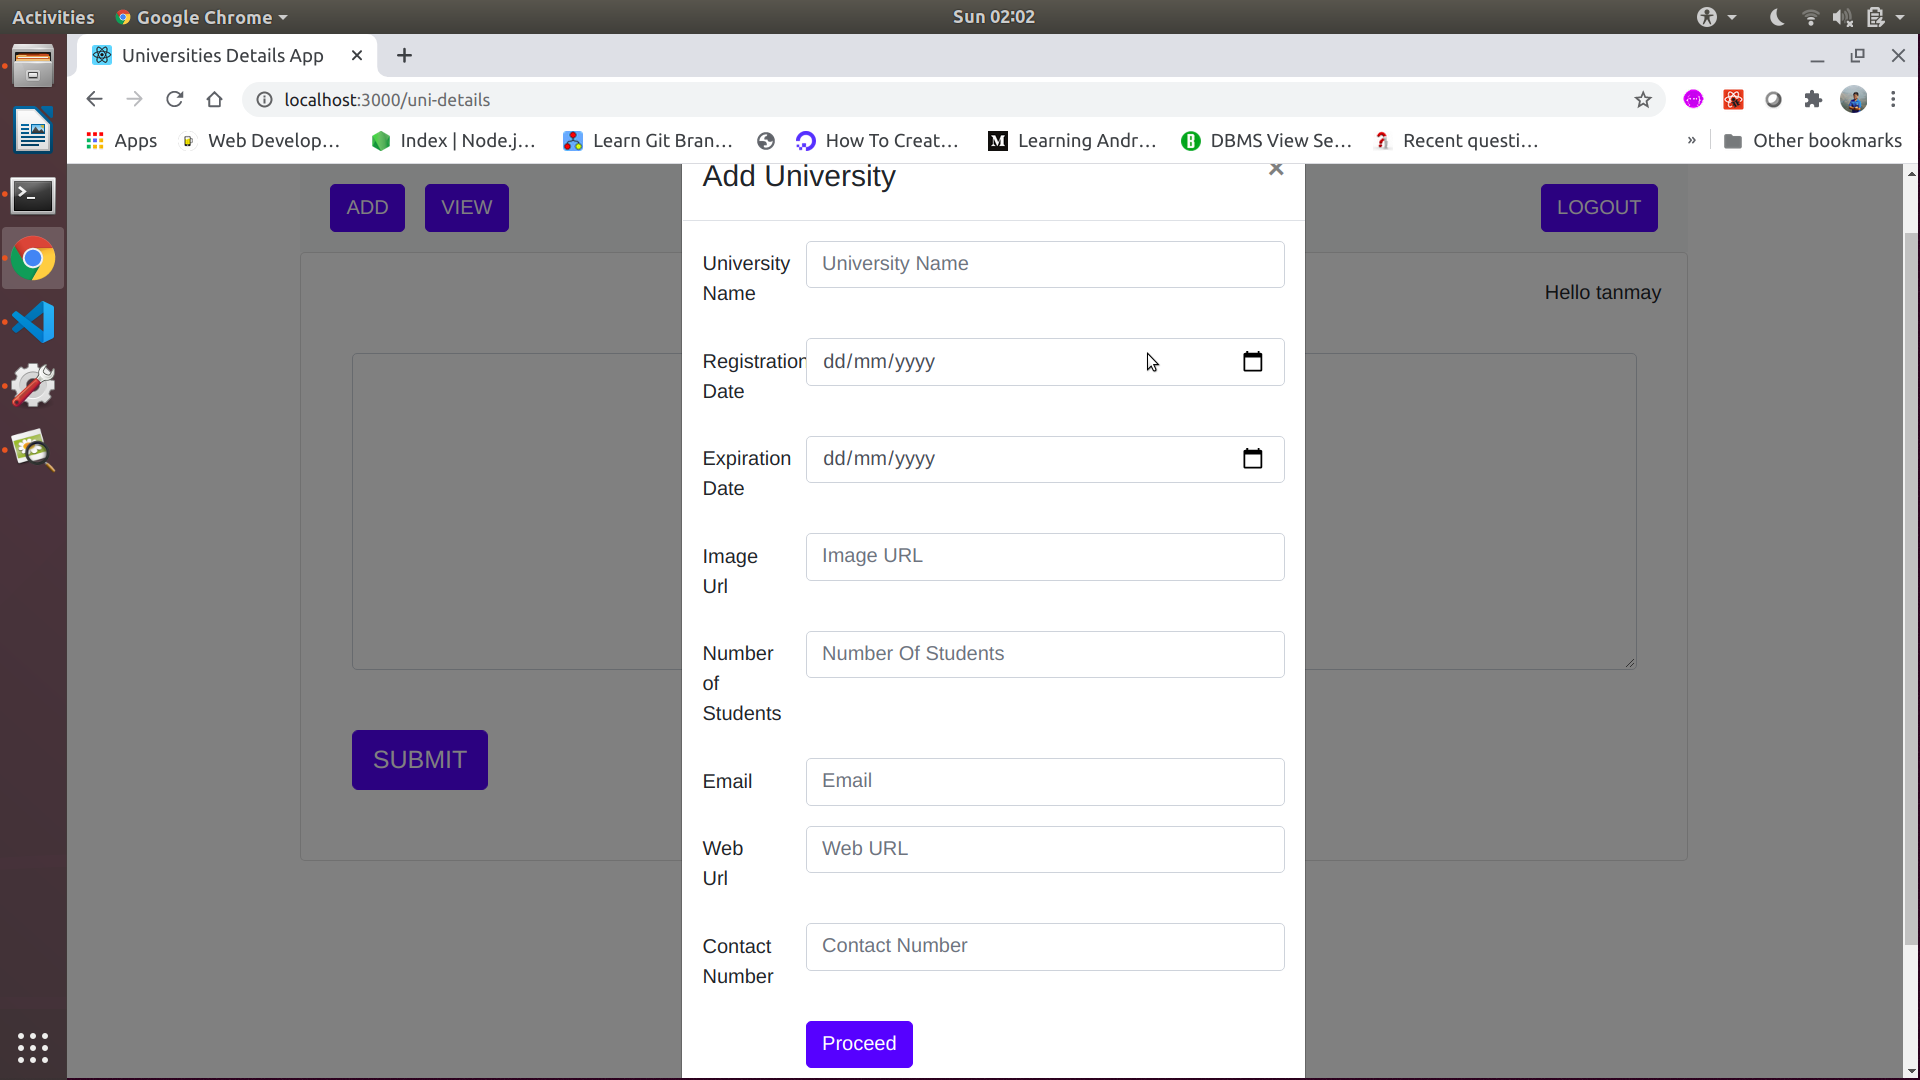 Activities
Google Chrome
Sun 02:02
Universities Details App
localhost:3000/uni-details
Apps
Web Develop...
Index | Node.j...
Learn Git Bran...
How To Creat...
M Learning Andr...
B DBMS View Se...
? Recent questi...
»
Other bookmarks
ADD
VIEW
LOGOUT
Hello tanmay
SUBMIT
Add University
×
University Name
University Name
Registration Date
dd/mm/yyyy
Expiration Date
dd/mm/yyyy
Image Url
Image URL
Number of Students
Number Of Students
Email
Email
Web Url
Web URL
Contact Number
Contact Number
Proceed